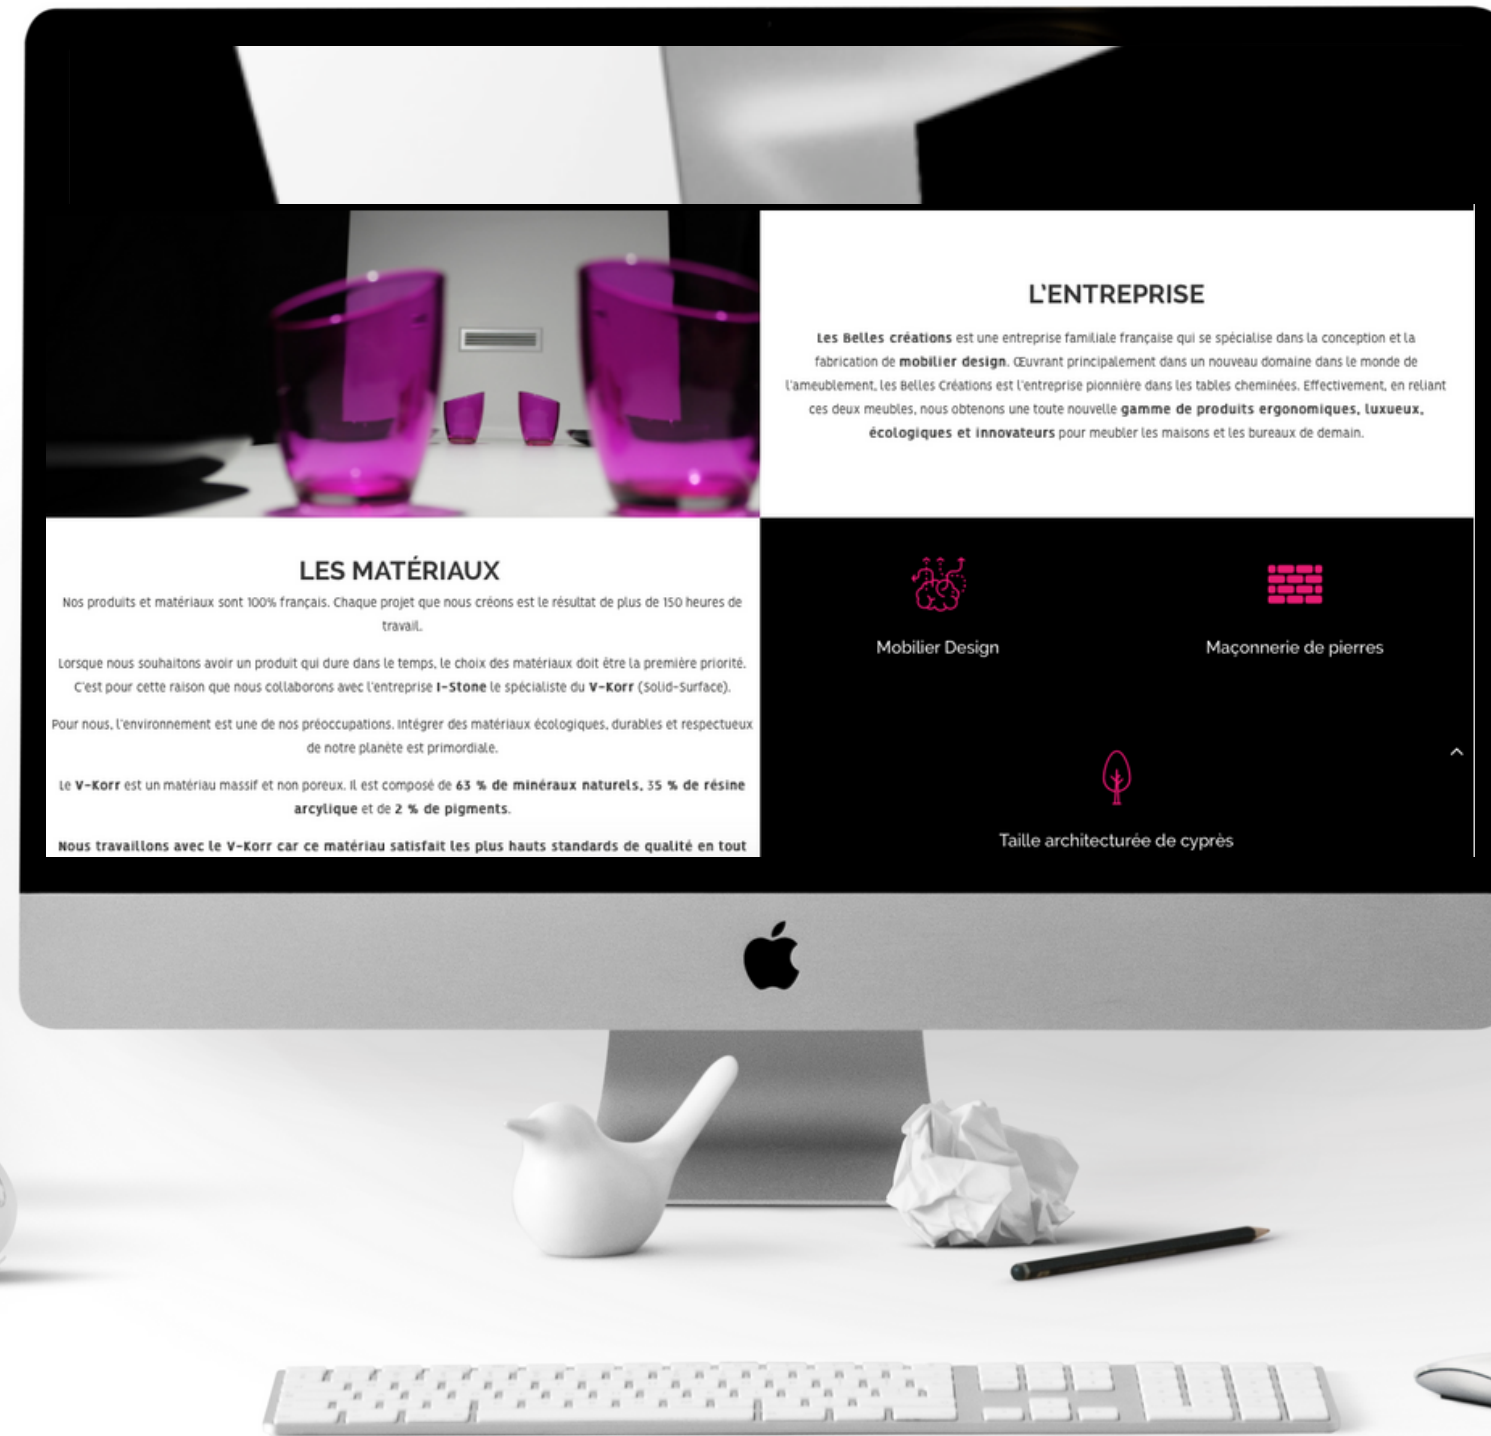 L'ENTREPRISE
Les Belles créations est une entreprise familiale française qui se spécialise dans la conception et la
fabrication de mobilier design. Œuvrant principalement dans un nouveau domaine dans le monde de
l'ameublement, les Belles Créations est l'entreprise pionnière dans les tables cheminées. Effectivement, en reliant
ces deux meubles, nous obtenons une toute nouvelle gamme de produits ergonomiques, luxueux,
écologiques et innovateurs pour meubler les maisons et les bureaux de demain.
LES MATÉRIAUX
Nos produits et matériaux sont 100% français. Chaque projet que nous créons est le résultat de plus de 150 heures de
travail.
Lorsque nous souhaitons avoir un produit qui dure dans le temps, le choix des matériaux doit être la première priorité.
C'est pour cette raison que nous collaborons avec l'entreprise I-Stone le spécialiste du V-Korr (Solid-Surface).
Pour nous, l'environnement est une de nos préoccupations. Intégrer des matériaux écologiques, durables et respectueux
de notre planète est primordiale.
Le V-Korr est un matériau massif et non poreux. Il est composé de 63 % de minéraux naturels, 35 % de résine
arcylique et de 2 % de pigments.
Nous travaillons avec le V-Korr car ce matériau satisfait les plus hauts standards de qualité en tout
Mobilier Design
Maçonnerie de pierres
Taille architecturée de cyprès